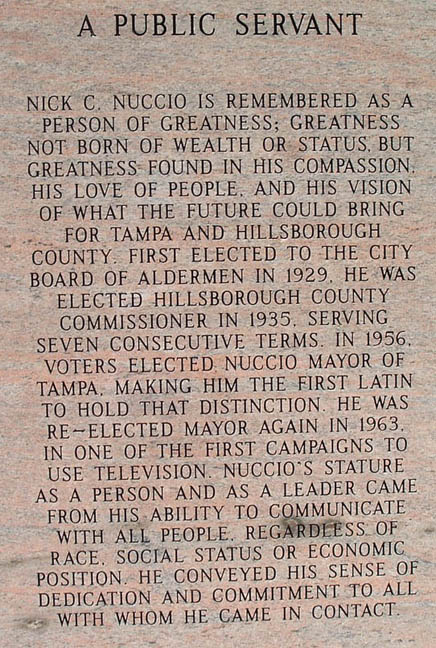 A PUBLIC SERVANT
NICK C. NUCCIO IS REMEMBERED AS A
PERSON OF GREATNESS; GREATNESS
NOT BORN OF WEALTH OR STATUS, BUT
GREATNESS FOUND IN HIS COMPASSION,
HIS LOVE OF PEOPLE, AND HIS VISION
OF WHAT THE FUTURE COULD BRING
FOR TAMPA AND HILLSBOROUGH
COUNTY. FIRST ELECTED TO THE CITY
BOARD OF ALDERMEN IN 1929, HE WAS
ELECTED HILLSBOROUGH COUNTY
COMMISSIONER IN 1935, SERVING
SEVEN CONSECUTIVE TERMS. IN 1956,
VOTERS ELECTED NUCCIO MAYOR OF
TAMPA, MAKING HIM THE FIRST LATIN
TO HOLD THAT DISTINCTION. HE WAS
RE-ELECTED MAYOR AGAIN IN 1963,
IN ONE OF THE FIRST CAMPAIGNS TO
USE TELEVISION. NUCCIO'S STATURE
AS A PERSON AND AS A LEADER CAME
FROM HIS ABILITY TO COMMUNICATE
WITH ALL PEOPLE, REGARDLESS OF
RACE, SOCIAL STATUS OR ECONOMIC
POSITION. HE CONVEYED HIS SENSE OF
DEDICATION AND COMMITMENT TO ALL
WITH WHOM HE CAME IN CONTACT.